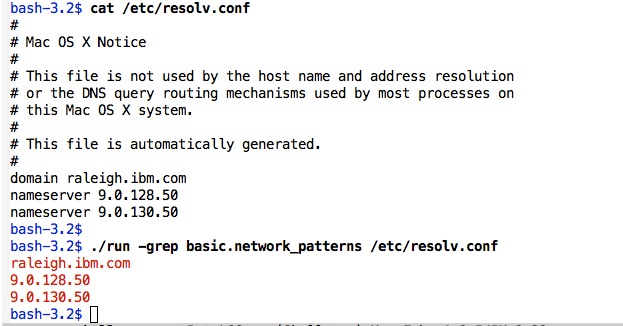 bash-3.2$ cat /etc/resolv.conf
#
# Mac OS X Notice
#
# This file is not used by the host name and address resolution
# or the DNS query routing mechanisms used by most processes on
# this Mac OS X system.
#
# This file is automatically generated.
#
domain raleigh.ibm.com
nameserver 9.0.128.50
nameserver 9.0.130.50
bash-3.2$
bash-3.2$ ./run -grep basic.network_patterns /etc/resolv.conf
raleigh.ibm.com
9.0.128.50
9.0.130.50
bash-3.2$